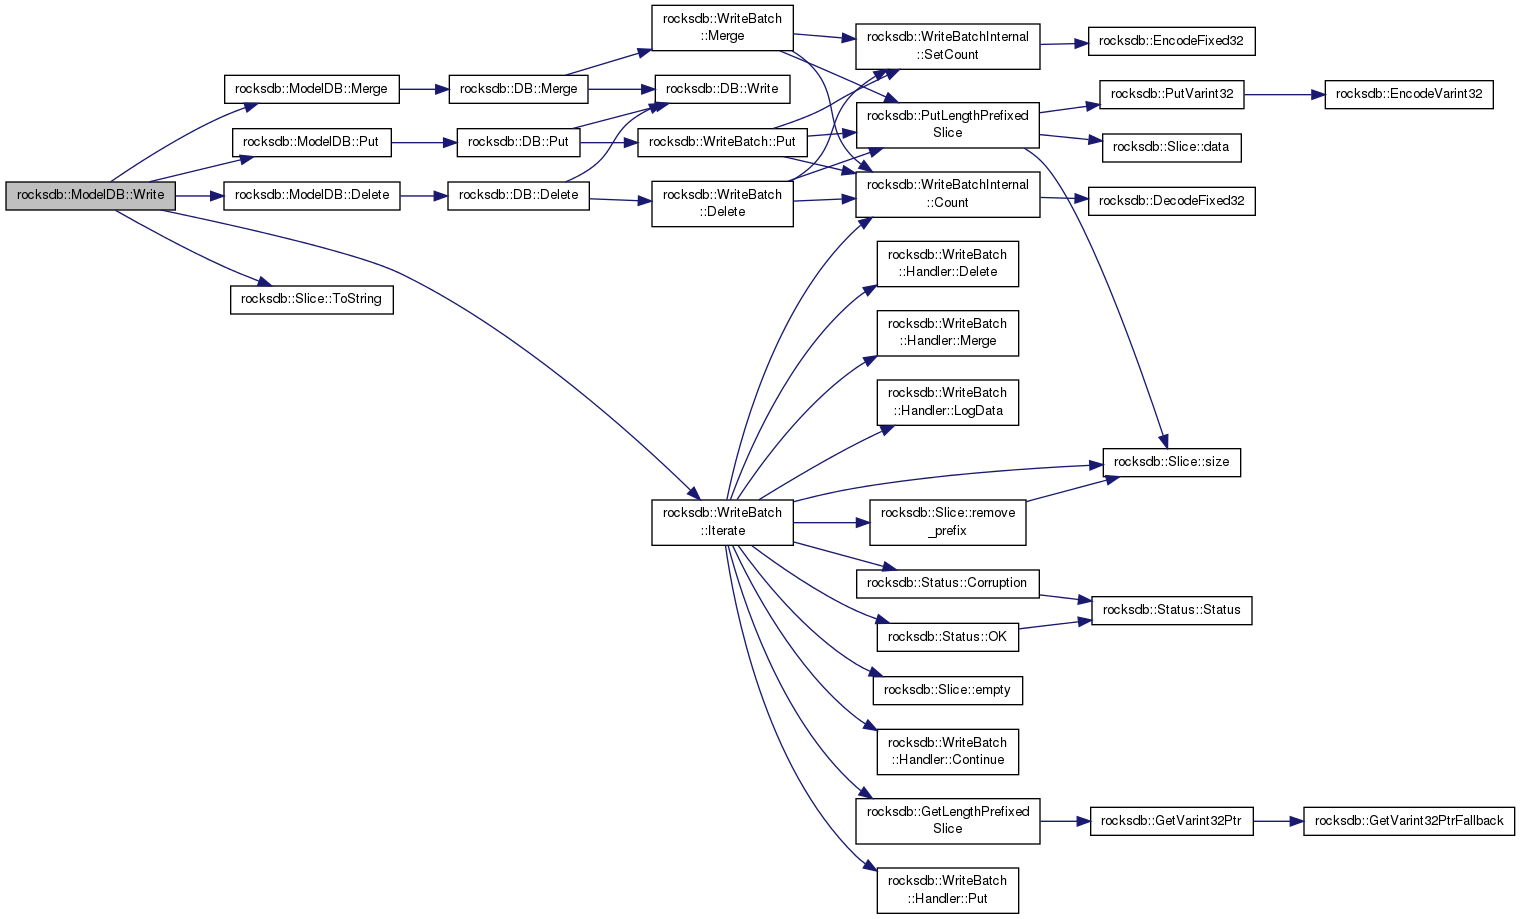 rocksdb::ModelDB::Write
rocksdb::ModelDB::Merge
rocksdb::ModelDB::Put
rocksdb::ModelDB::Delete
rocksdb::Slice::ToString
rocksdb::DB::Merge
rocksdb::DB::Put
rocksdb::DB::Delete
rocksdb::WriteBatch
::Merge
rocksdb::DB::Write
rocksdb::WriteBatch::Put
rocksdb::WriteBatch
::Delete
rocksdb::WriteBatch
::Iterate
rocksdb::WriteBatchInternal
::SetCount
rocksdb::PutLengthPrefixed
Slice
rocksdb::WriteBatchInternal
::Count
rocksdb::WriteBatch
::Handler::Delete
rocksdb::WriteBatch
::Handler::Merge
rocksdb::WriteBatch
::Handler::LogData
rocksdb::Slice::remove
_prefix
rocksdb::Status::Corruption
rocksdb::Status::OK
rocksdb::Slice::empty
rocksdb::WriteBatch
::Handler::Continue
rocksdb::GetLengthPrefixed
Slice
rocksdb::WriteBatch
::Handler::Put
rocksdb::EncodeFixed32
rocksdb::PutVarint32
rocksdb::Slice::data
rocksdb::DecodeFixed32
rocksdb::Slice::size
rocksdb::Status::Status
rocksdb::GetVarint32Ptr
rocksdb::EncodeVarint32
rocksdb::GetVarint32PtrFallback